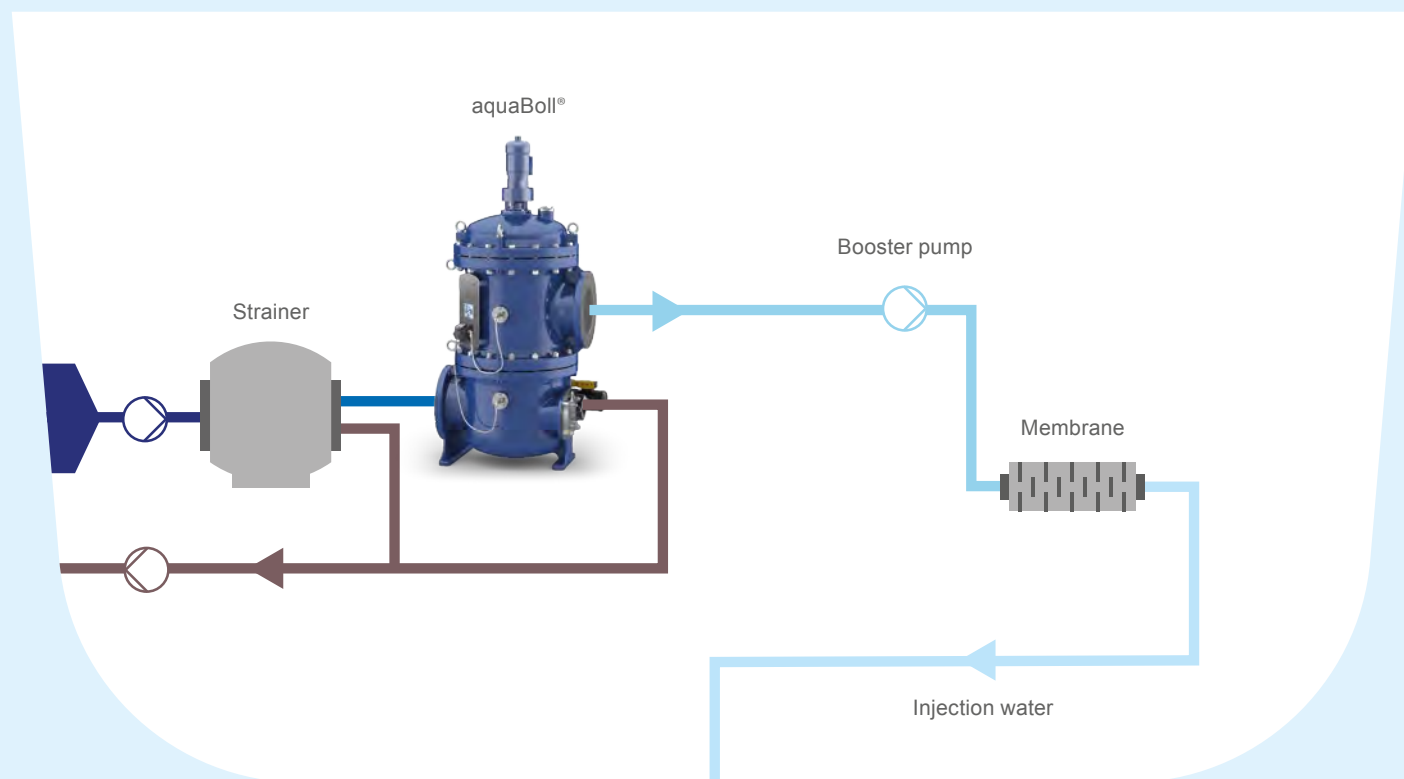 aquaBoll®
Booster pump
Strainer
Membrane
Injection water